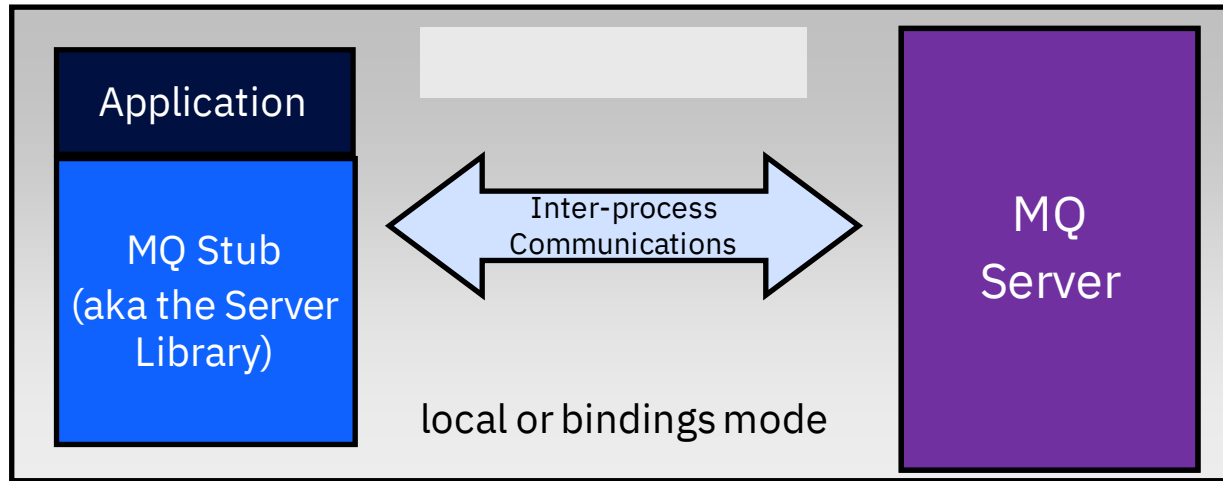 Application
MQ Stub
(aka the Server
Library)
Inter-process
Communications
local or bindings mode
MQ
Server